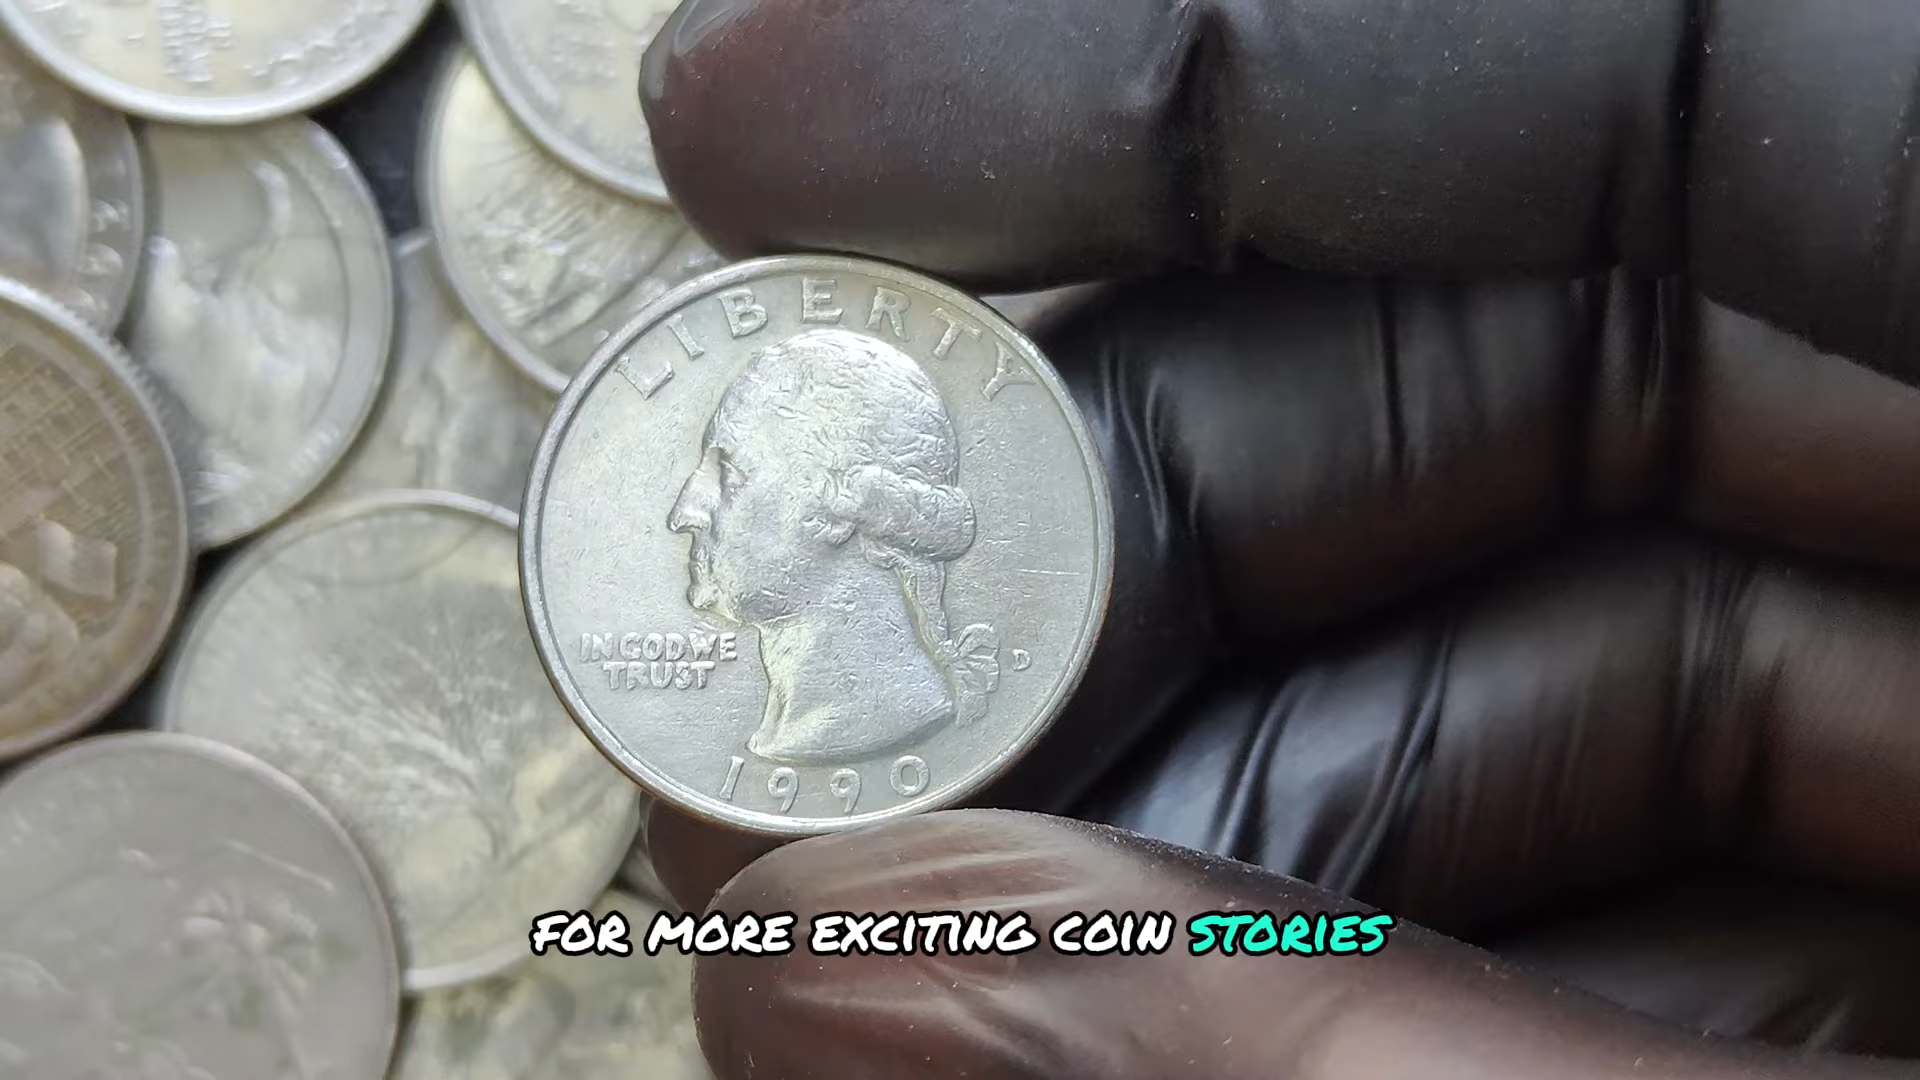 LIBERTY
IN GOD WE
TRUST
D
1990
FOR MORE EXCITING COIN STORIES